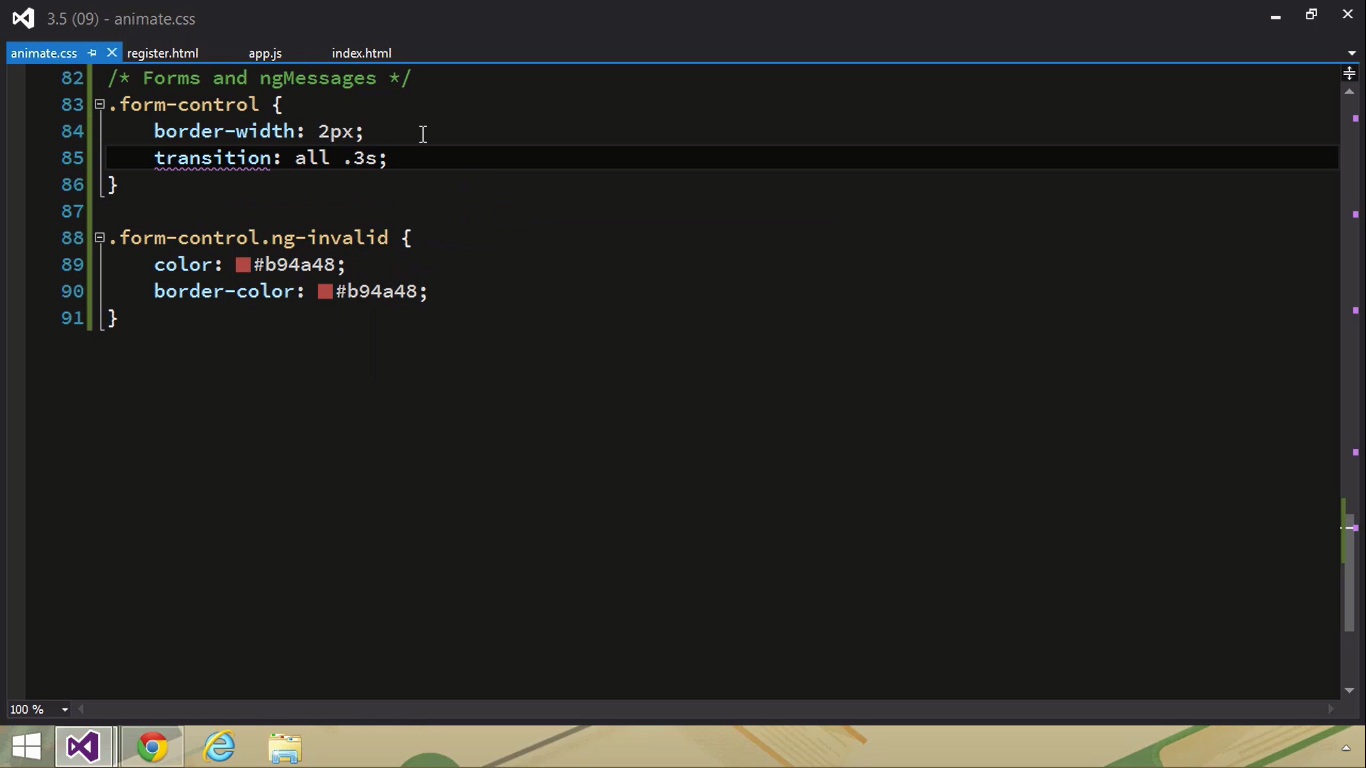 3.5 (09) - animate.css
animate.css register.html app.js index.html
82 /* Forms and ngMessages */
83 .form-control {
84 border-width: 2px;
85 transition: all .3s;
86 }
87
88 .form-control.ng-invalid {
89 color: #b94a48;
90 border-color: #b94a48;
91 }
100 %